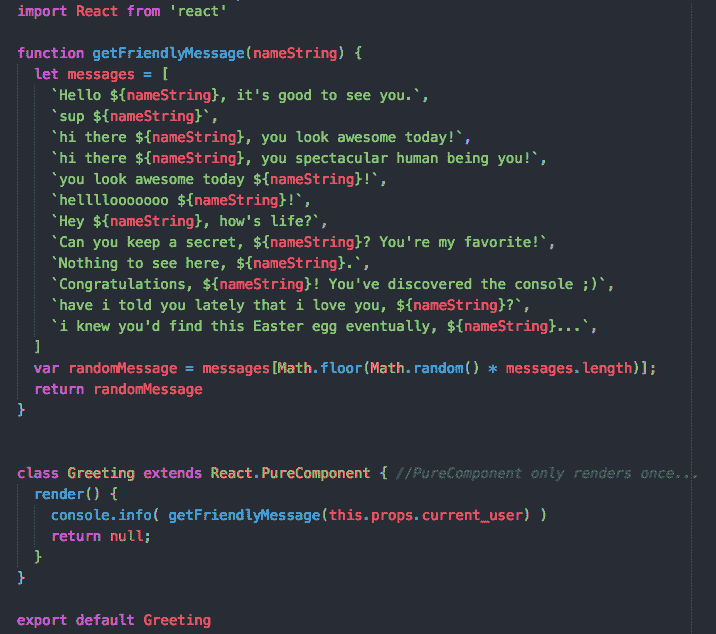 import React from 'react'
function getFriendlyMessage(nameString) {
let messages = [
`Hello ${nameString}, it's good to see you.`,
`sup ${nameString}`,
`hi there ${nameString}, you look awesome today!`,
`hi there ${nameString}, you spectacular human being you!`,
`you look awesome today ${nameString}!`,
`hellllooooooo ${nameString}!`,
`Hey ${nameString}, how's life?`,
`Can you keep a secret, ${nameString}? You're my favorite!`,
`Nothing to see here, ${nameString}.`,
`Congratulations, ${nameString}! You've discovered the console ;)`,
`have i told you lately that i love you, ${nameString}?`,
`i knew you'd find this Easter egg eventually, ${nameString}...`,
]
var randomMessage = messages[Math.floor(Math.random() * messages.length)];
return randomMessage
}
class Greeting extends React.PureComponent { //PureComponent only renders once...
render() {
console.info( getFriendlyMessage(this.props.current_user) )
return null;
}
}
export default Greeting